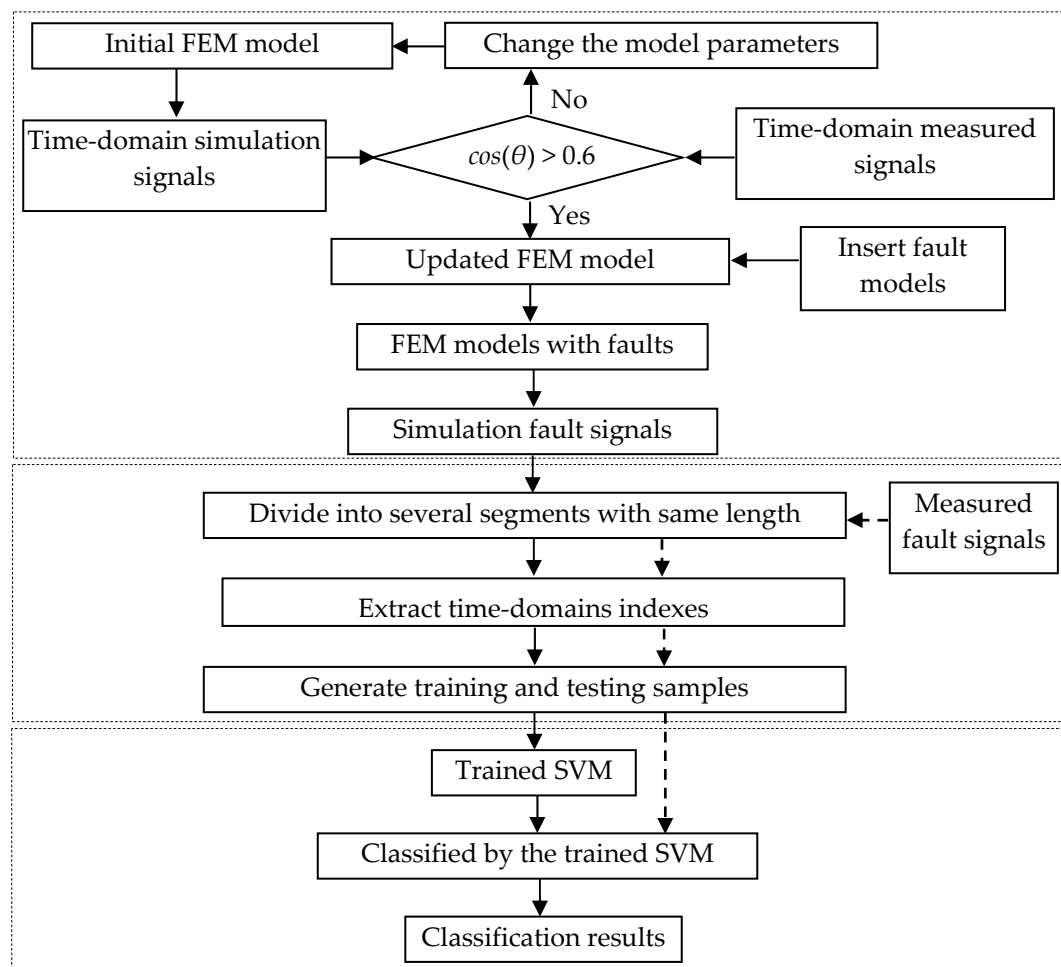 Initial FEM model
Change the model parameters
No
Time-domain simulation
signals
cos(θ) > 0.6
Time-domain measured
signals
Yes
Updated FEM model
Insert fault
models
FEM models with faults
Simulation fault signals
Divide into several segments with same length
Measured
fault signals
Extract time-domains indexes
Generate training and testing samples
Trained SVM
Classified by the trained SVM
Classification results